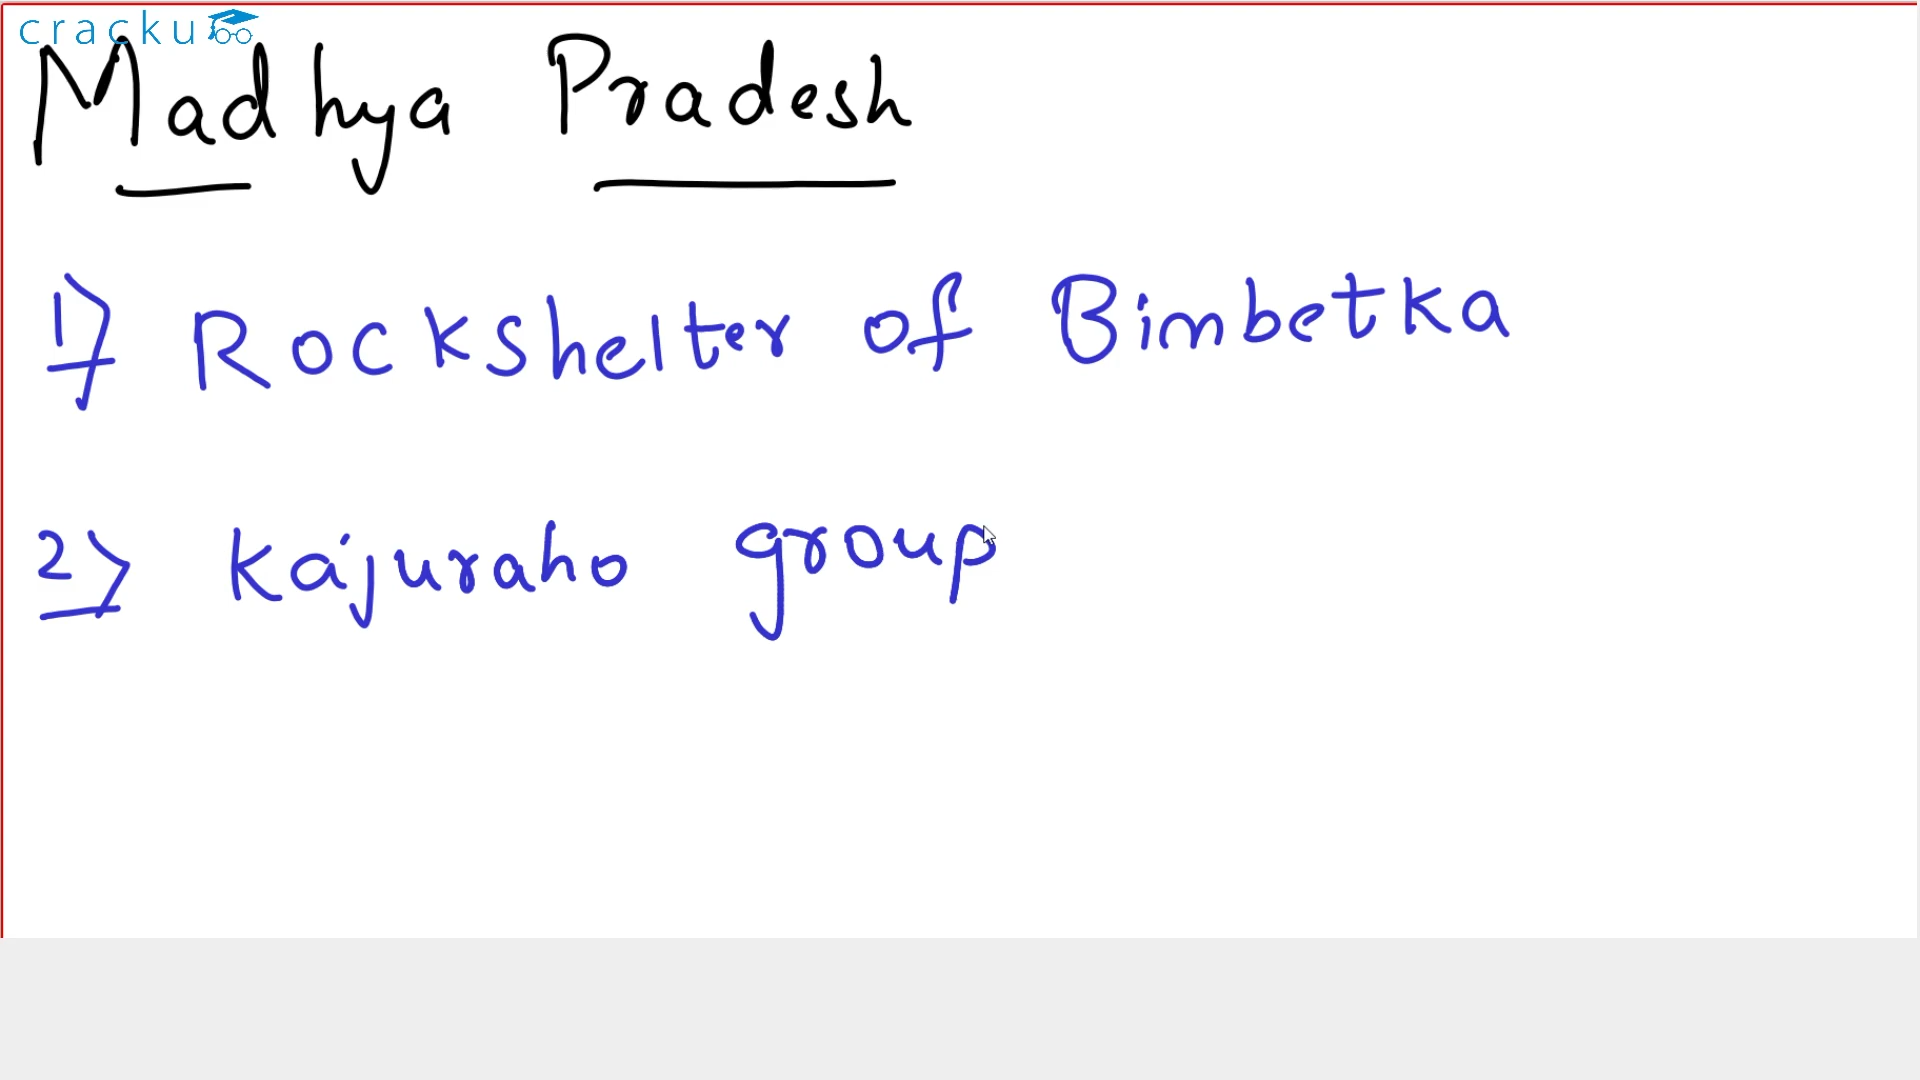 cracku
Madhya Pradesh
1) Rockshelter of Bimbetka
2) Kajuraho group